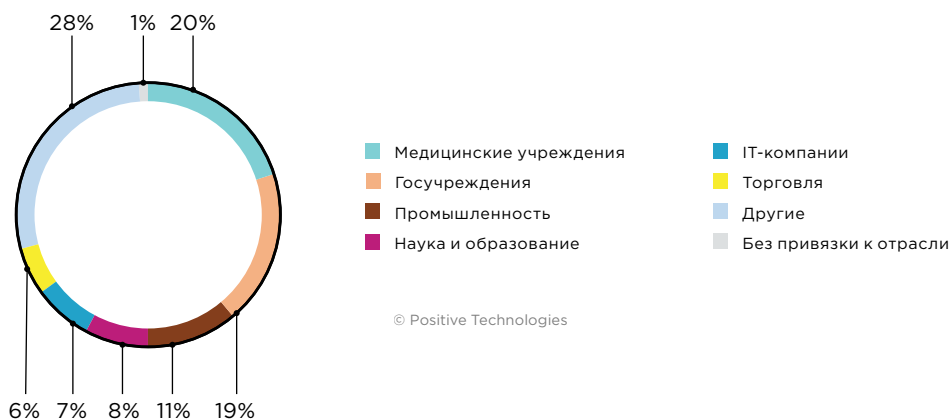 28% 1% 20%
Медицинские учреждения
Госучреждения
Промышленность
Наука и образование
IT-компании
Торговля
Другие
Без привязки к отрасли
© Positive Technologies
6% 7% 8% 11% 19%